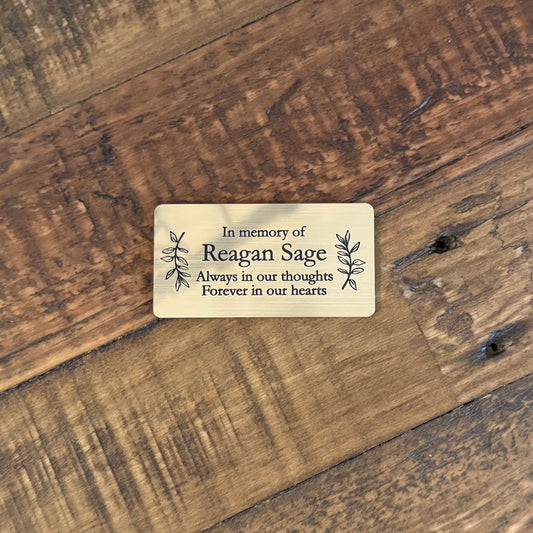 In memory of
Reagan Sage
Always in our thoughts
Forever in our hearts